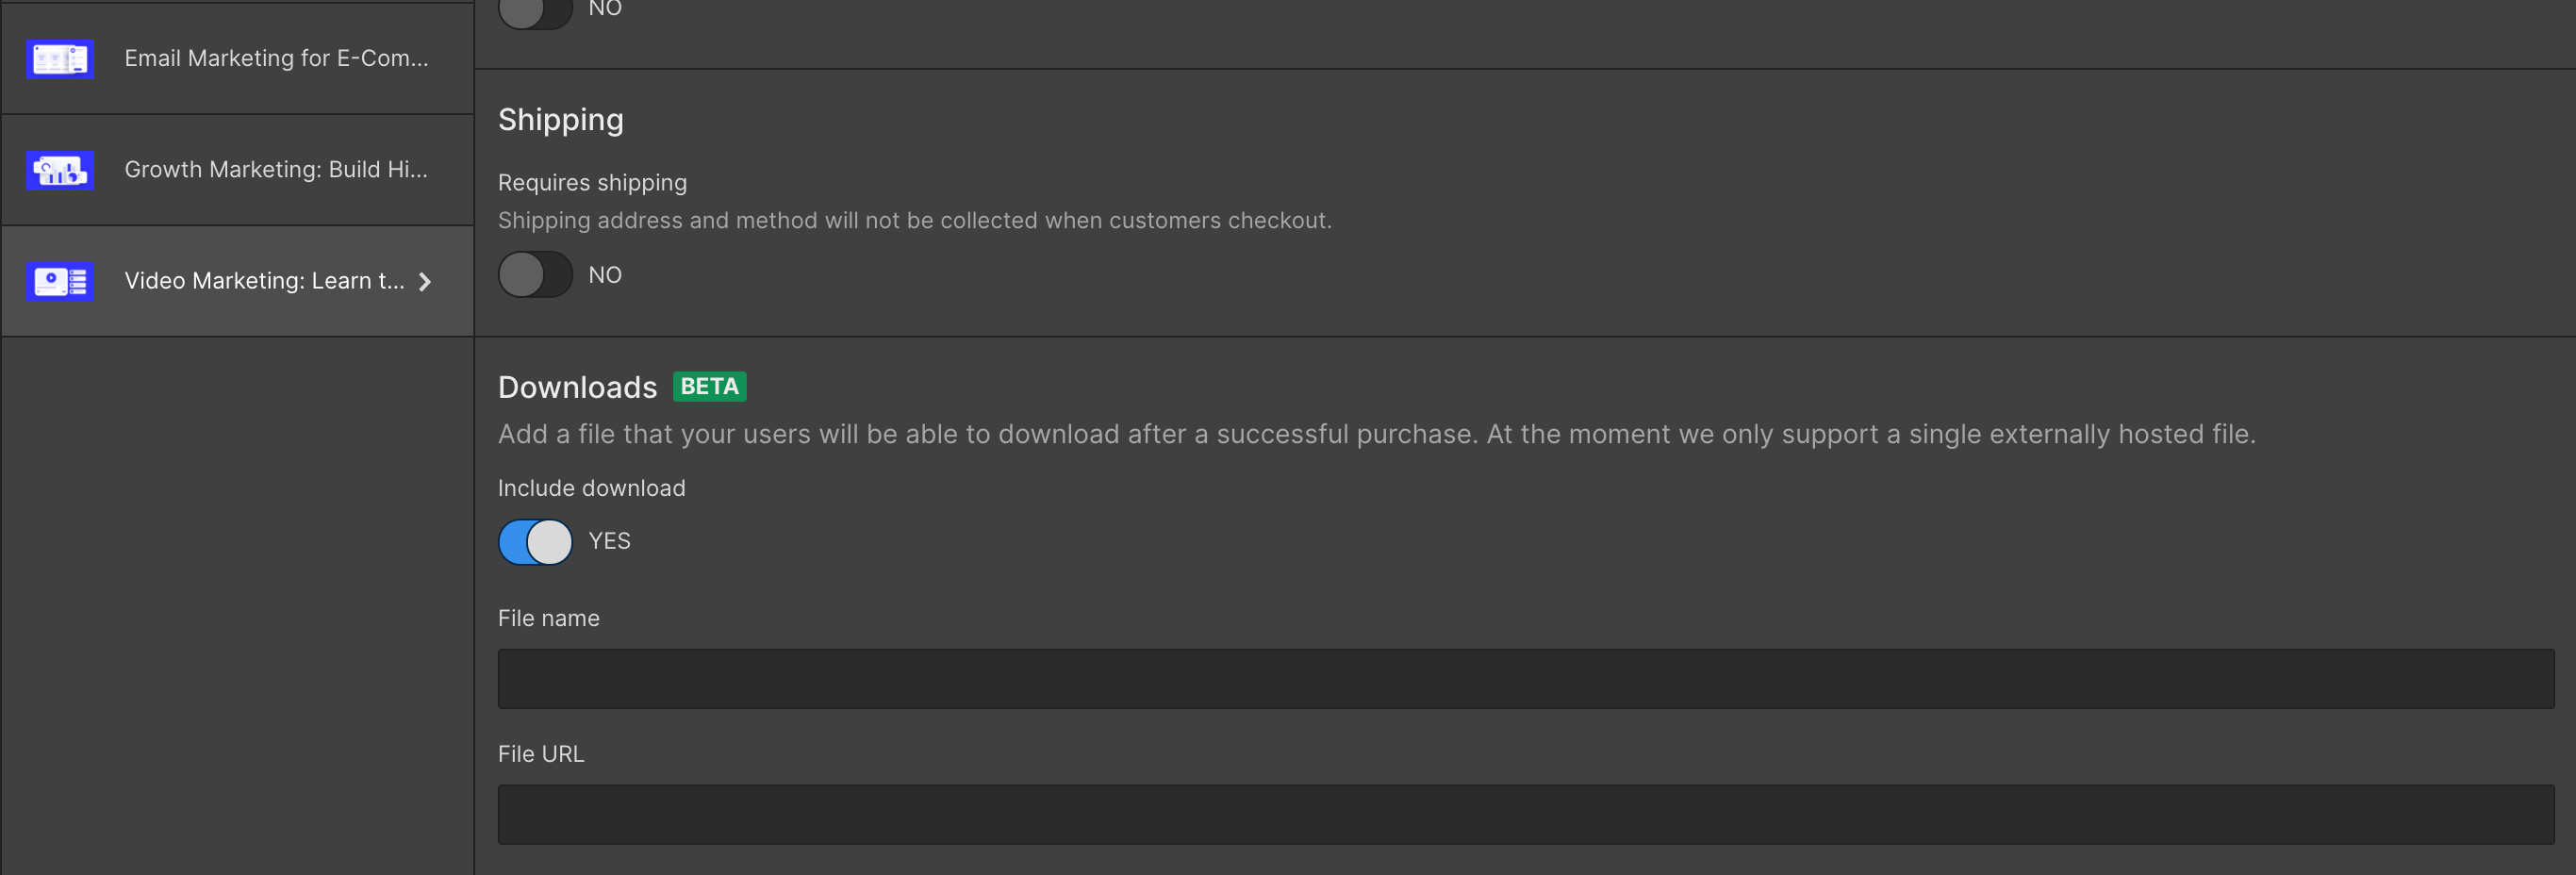 Email Marketing for E-Com...
Growth Marketing: Build Hi...
Video Marketing: Learn t...
NO
Shipping
Requires shipping
Shipping address and method will not be collected when customers checkout.
NO
Downloads BETA
Add a file that your users will be able to download after a successful purchase. At the moment we only support a single externally hosted file.
Include download
YES
File name
File URL